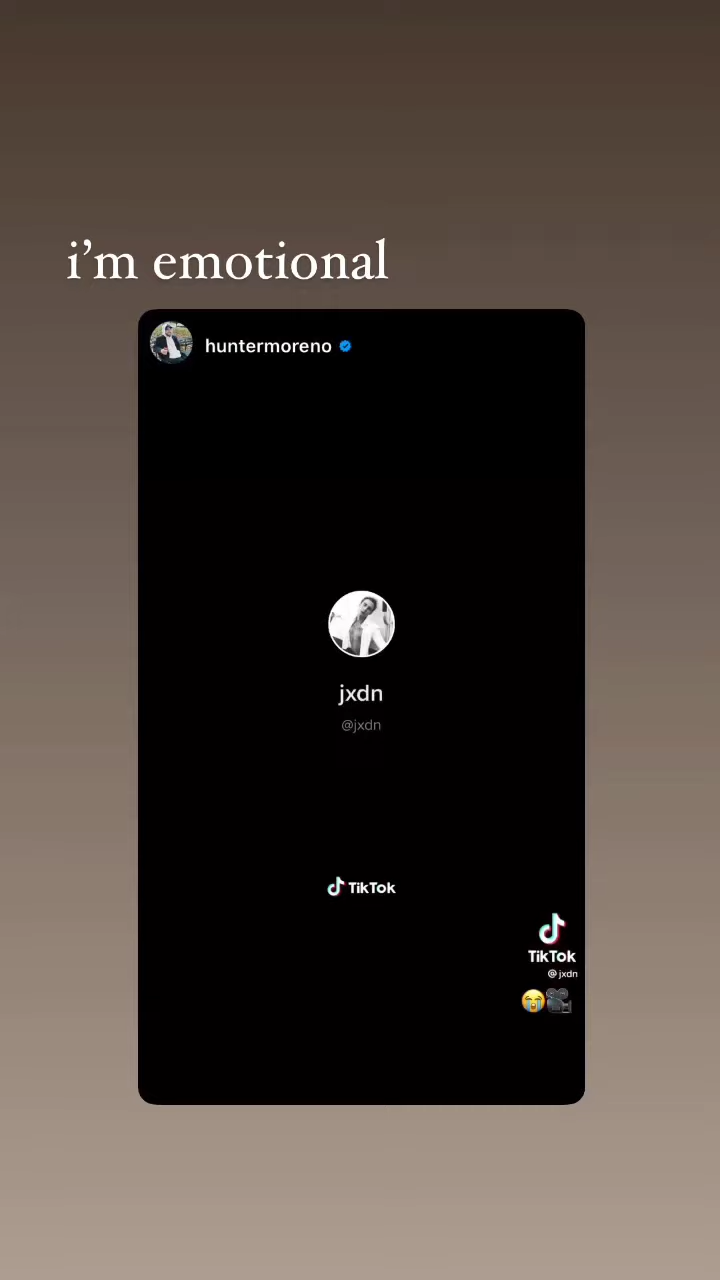 i’m emotional
huntermoreno
jxdn
@jxdn
TikTok
TikTok
@ jxdn